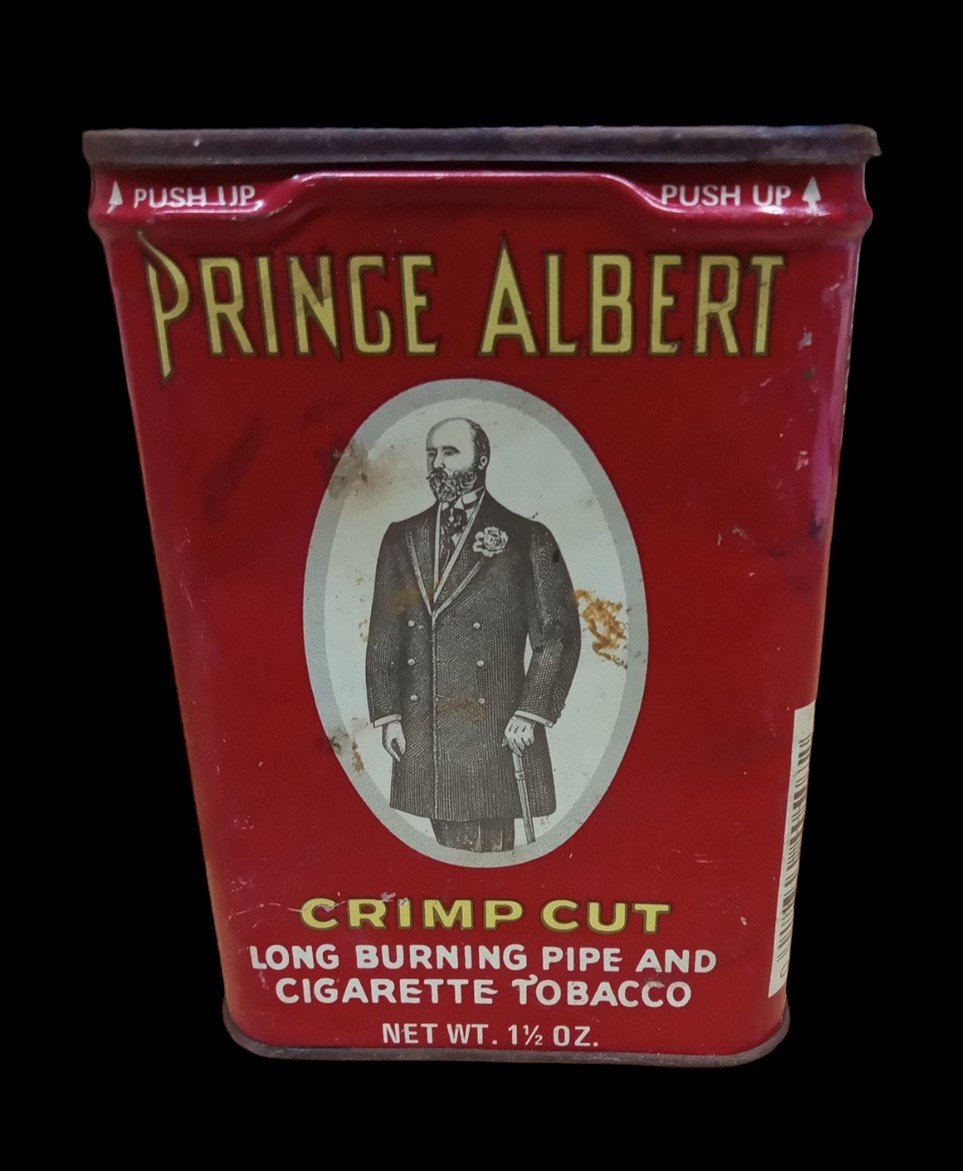 PUSH UP PUSH UP
PRINCE ALBERT
CRIMP CUT
LONG BURNING PIPE AND
CIGARETTE TOBACCO
NET WT. 1½ OZ.